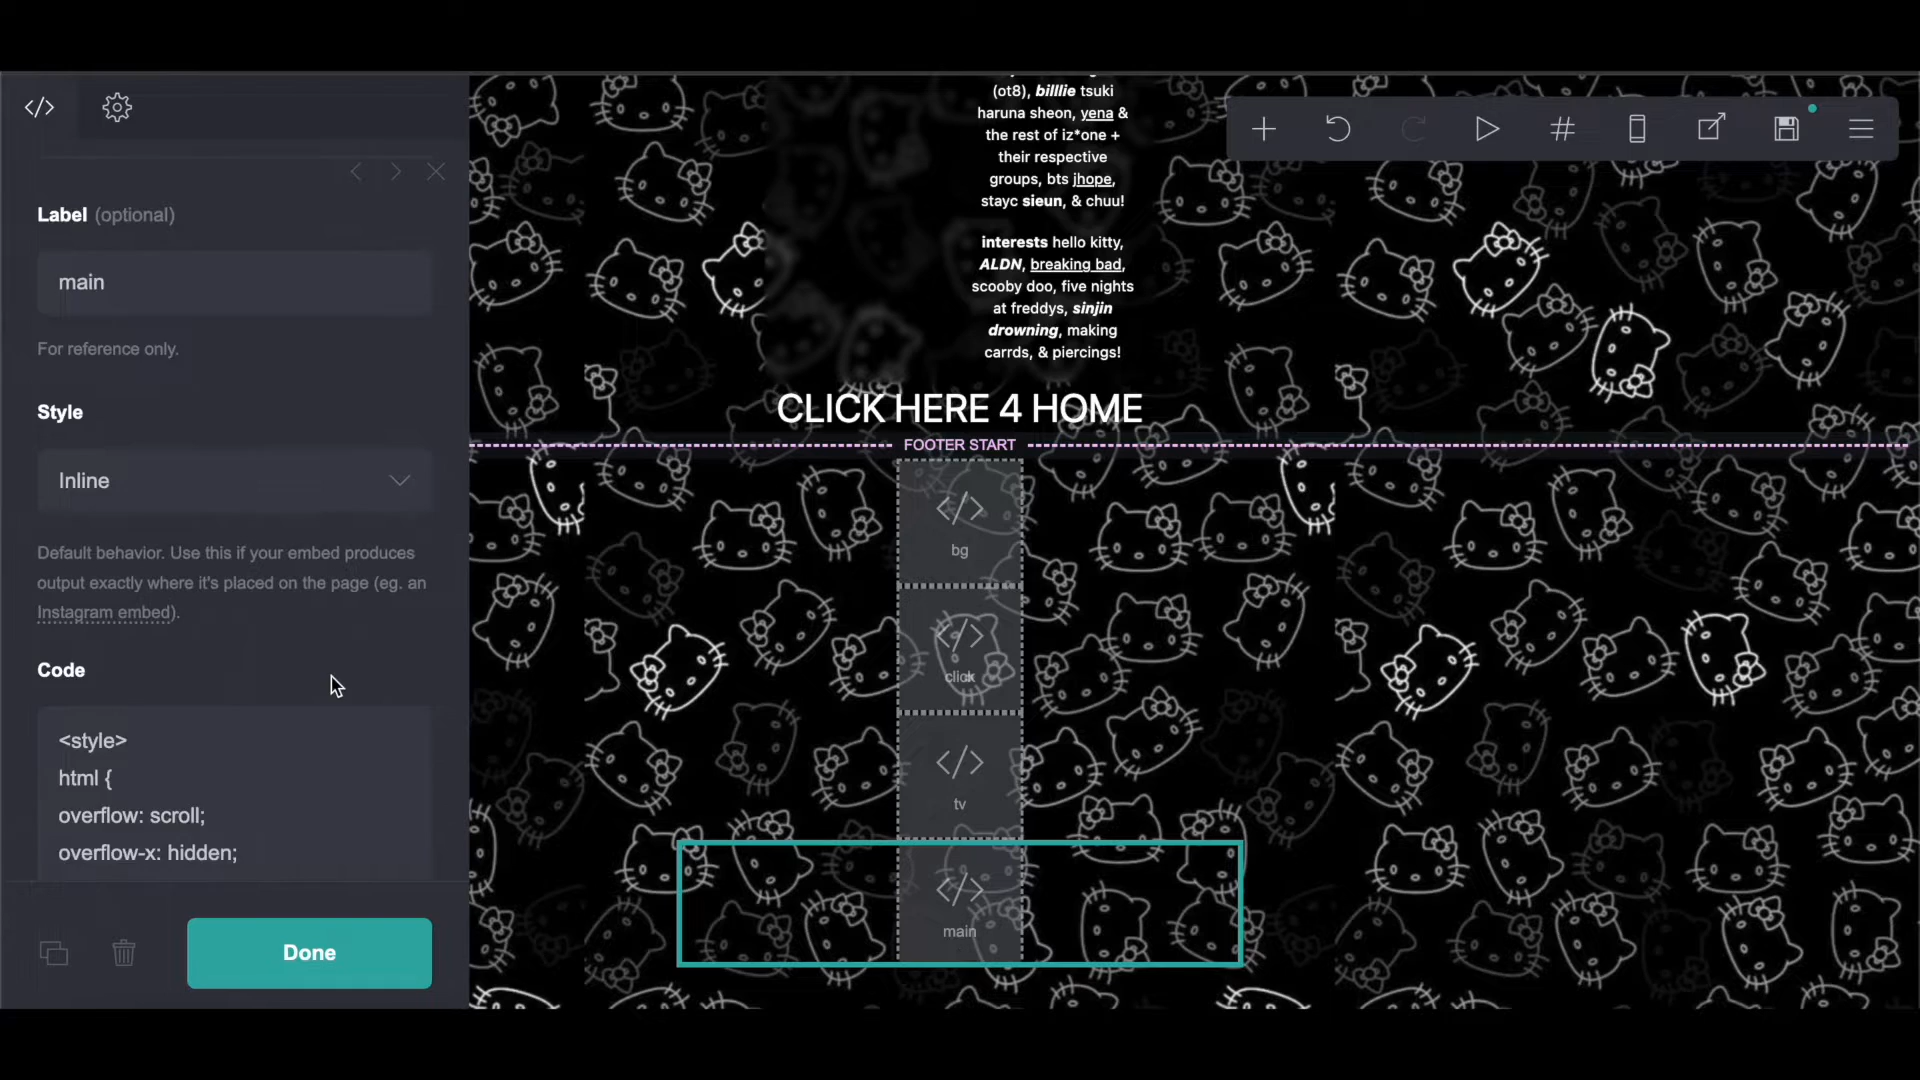 Label (optional)
main
For reference only.
Style
Inline
Default behavior. Use this if your embed produces
output exactly where it's placed on the page (eg. an
Instagram embed).
Code
<style>
html {
overflow: scroll;
overflow-x: hidden;
Done
(ot8), billlie tsuki
haruna sheon, yena &
the rest of iz*one +
their respective
groups, bts jhope,
stayc sieun, & chuu!
interests hello kitty,
ALDN, breaking bad,
scooby doo, five nights
at freddys, sinjin
drowning, making
carrds, & piercings!
CLICK HERE 4 HOME
FOOTER START
bg
click
tv
main